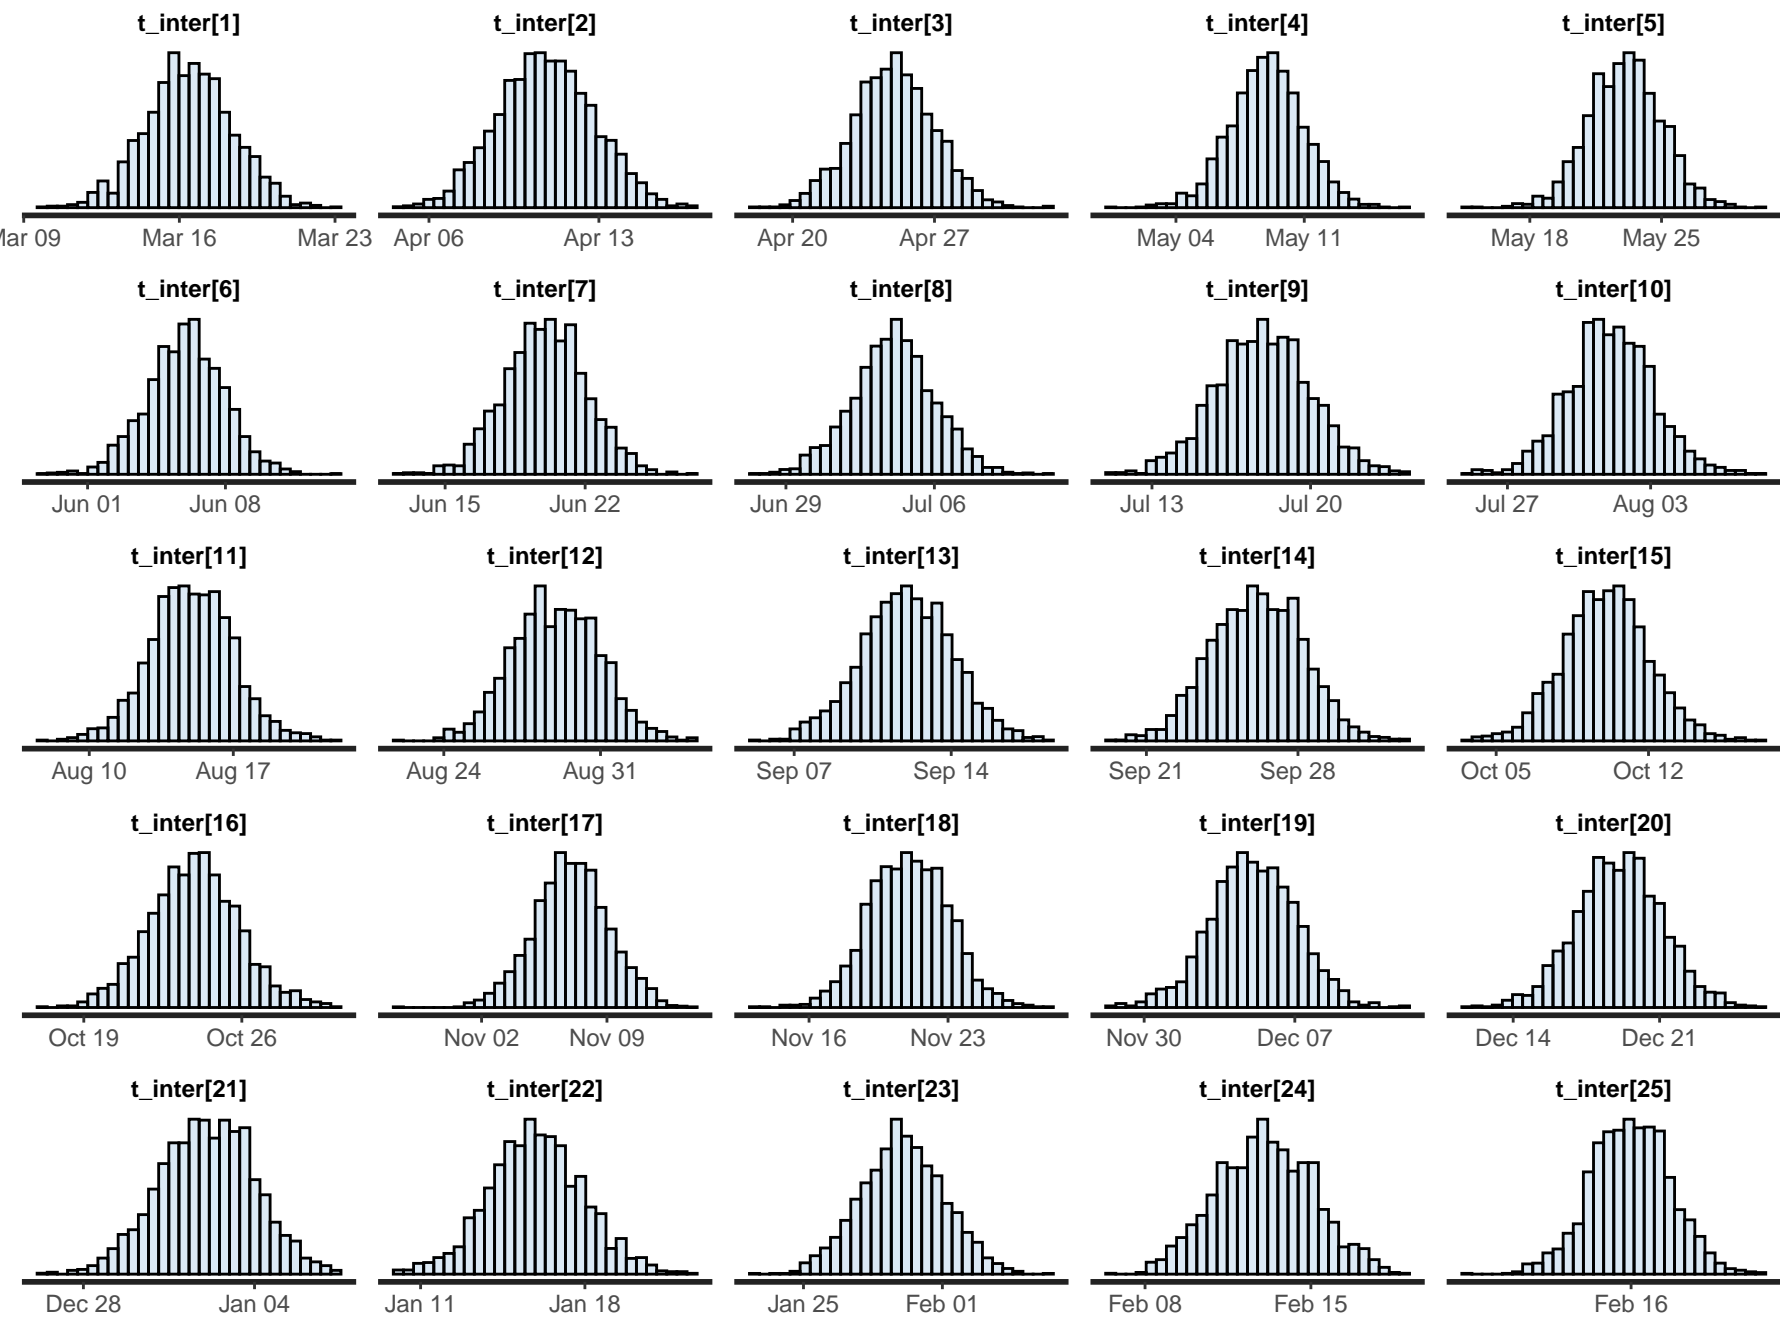 t_inter[1] t_inter[2] t_inter[3] t_inter[4] t_inter[5]
Mar 09 Mar 16 Mar 23 Apr 06 Apr 13 Apr 20 Apr 27 May 04 May 11 May 18 May 25
t_inter[6] t_inter[7] t_inter[8] t_inter[9] t_inter[10]
Jun 01 Jun 08 Jun 15 Jun 22 Jun 29 Jul 06 Jul 13 Jul 20 Jul 27 Aug 03
t_inter[11] t_inter[12] t_inter[13] t_inter[14] t_inter[15]
Aug 10 Aug 17 Aug 24 Aug 31 Sep 07 Sep 14 Sep 21 Sep 28 Oct 05 Oct 12
t_inter[16] t_inter[17] t_inter[18] t_inter[19] t_inter[20]
Oct 19 Oct 26 Nov 02 Nov 09 Nov 16 Nov 23 Nov 30 Dec 07 Dec 14 Dec 21
t_inter[21] t_inter[22] t_inter[23] t_inter[24] t_inter[25]
Dec 28 Jan 04 Jan 11 Jan 18 Jan 25 Feb 01 Feb 08 Feb 15 Feb 16